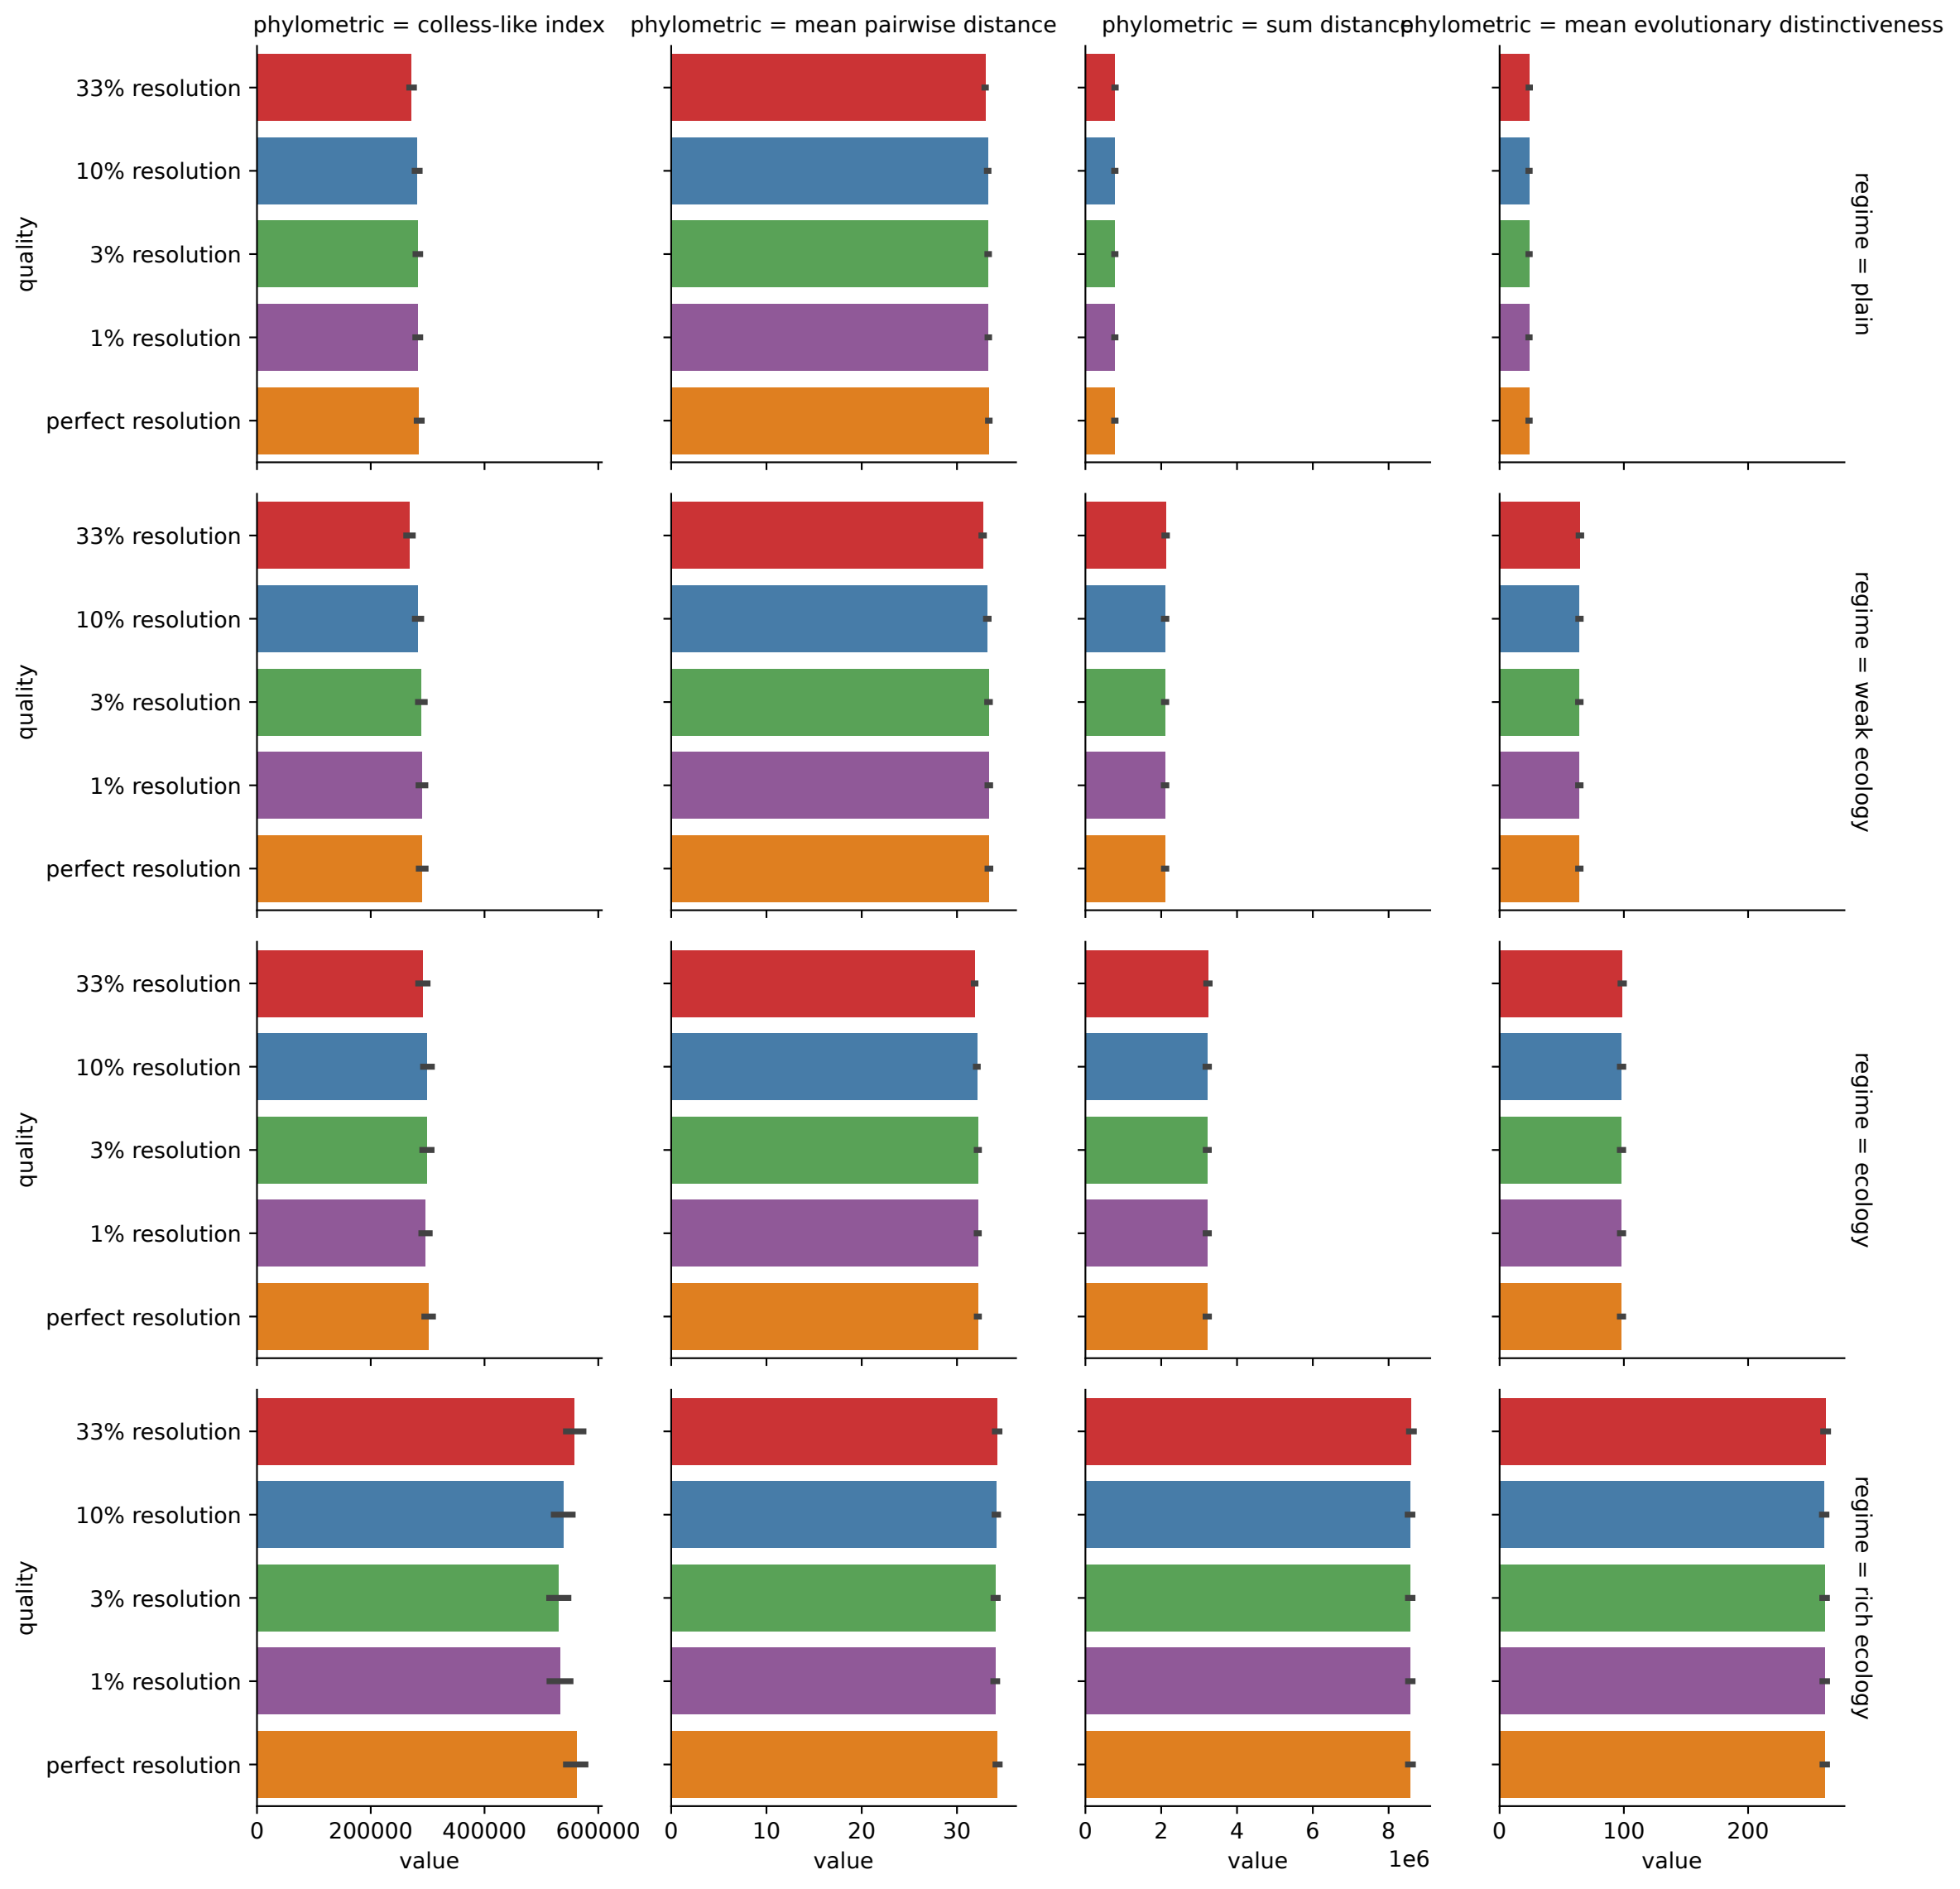 phylometric = colless-like index
phylometric = mean pairwise distance
phylometric = sum distance
phylometric = mean evolutionary distinctiveness
quality
33% resolution
10% resolution
3% resolution
1% resolution
perfect resolution
regime = plain
quality
33% resolution
10% resolution
3% resolution
1% resolution
perfect resolution
regime = weak ecology
quality
33% resolution
10% resolution
3% resolution
1% resolution
perfect resolution
regime = ecology
quality
33% resolution
10% resolution
3% resolution
1% resolution
perfect resolution
regime = rich ecology
0 200000 400000 600000
value
0 10 20 30
value
0 2 4 6 8
1e6
value
0 100 200
value